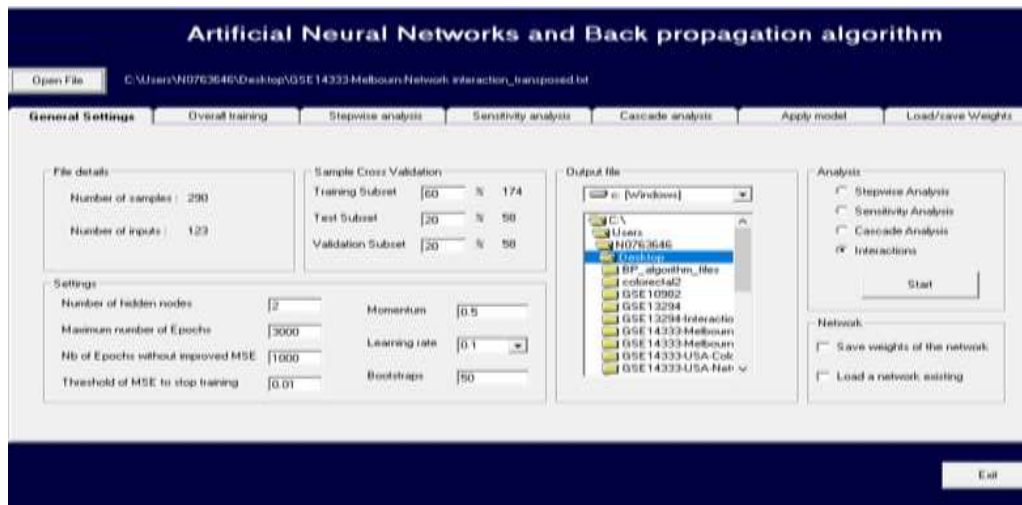 Artificial Neural Networks and Back propagation algorithm
Open File
C:\Users\N0763646\Desktop\GSE14333-Melbourn-Network interaction_transposed.txt
General Settings
Overall training
Stepwise analysis
Sensitivity analysis
Cascade analysis
Apply model
Load/save Weights
File details
Number of samples : 290
Number of inputs : 123
Sample Cross Validation
Training Subset 60 % 174
Test Subset 20 % 58
Validation Subset 20 % 58
Settings
Number of hidden nodes 2
Maximum number of Epochs 3000
Nb of Epochs without improved MSE 1000
Threshold of MSE to stop training 0.01
Momentum 0.5
Learning rate 0.1
Bootstraps 50
Output file
c: [Windows]
C:\
Users
N0763646
Desktop
BP_algorithm_files
colorectal2
GSE10902
GSE13294
GSE13294-Interactio
GSE14333-Melbourn
GSE14333-Melbourn
GSE14333-USA-Colo
GSE14333-USA-Net
Analysis
Stepwise Analysis
Sensitivity Analysis
Cascade Analysis
Interactions
Start
Network
Save weights of the network
Load a network existing
Exit